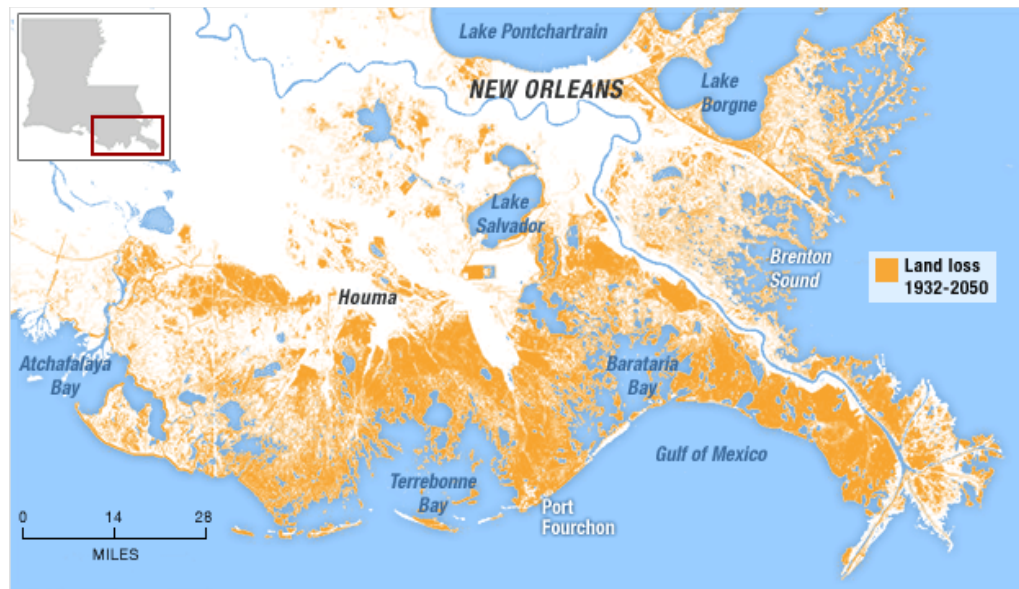 Lake Pontchartrain
NEW ORLEANS
Lake
Borgne
Lake
Salvador
Brenton
Sound
Land loss
1932-2050
Houma
Atchafalaya
Bay
Barataria
Bay
Gulf of Mexico
Terrebonne
Bay
Port
Fourchon
0 14 28
MILES